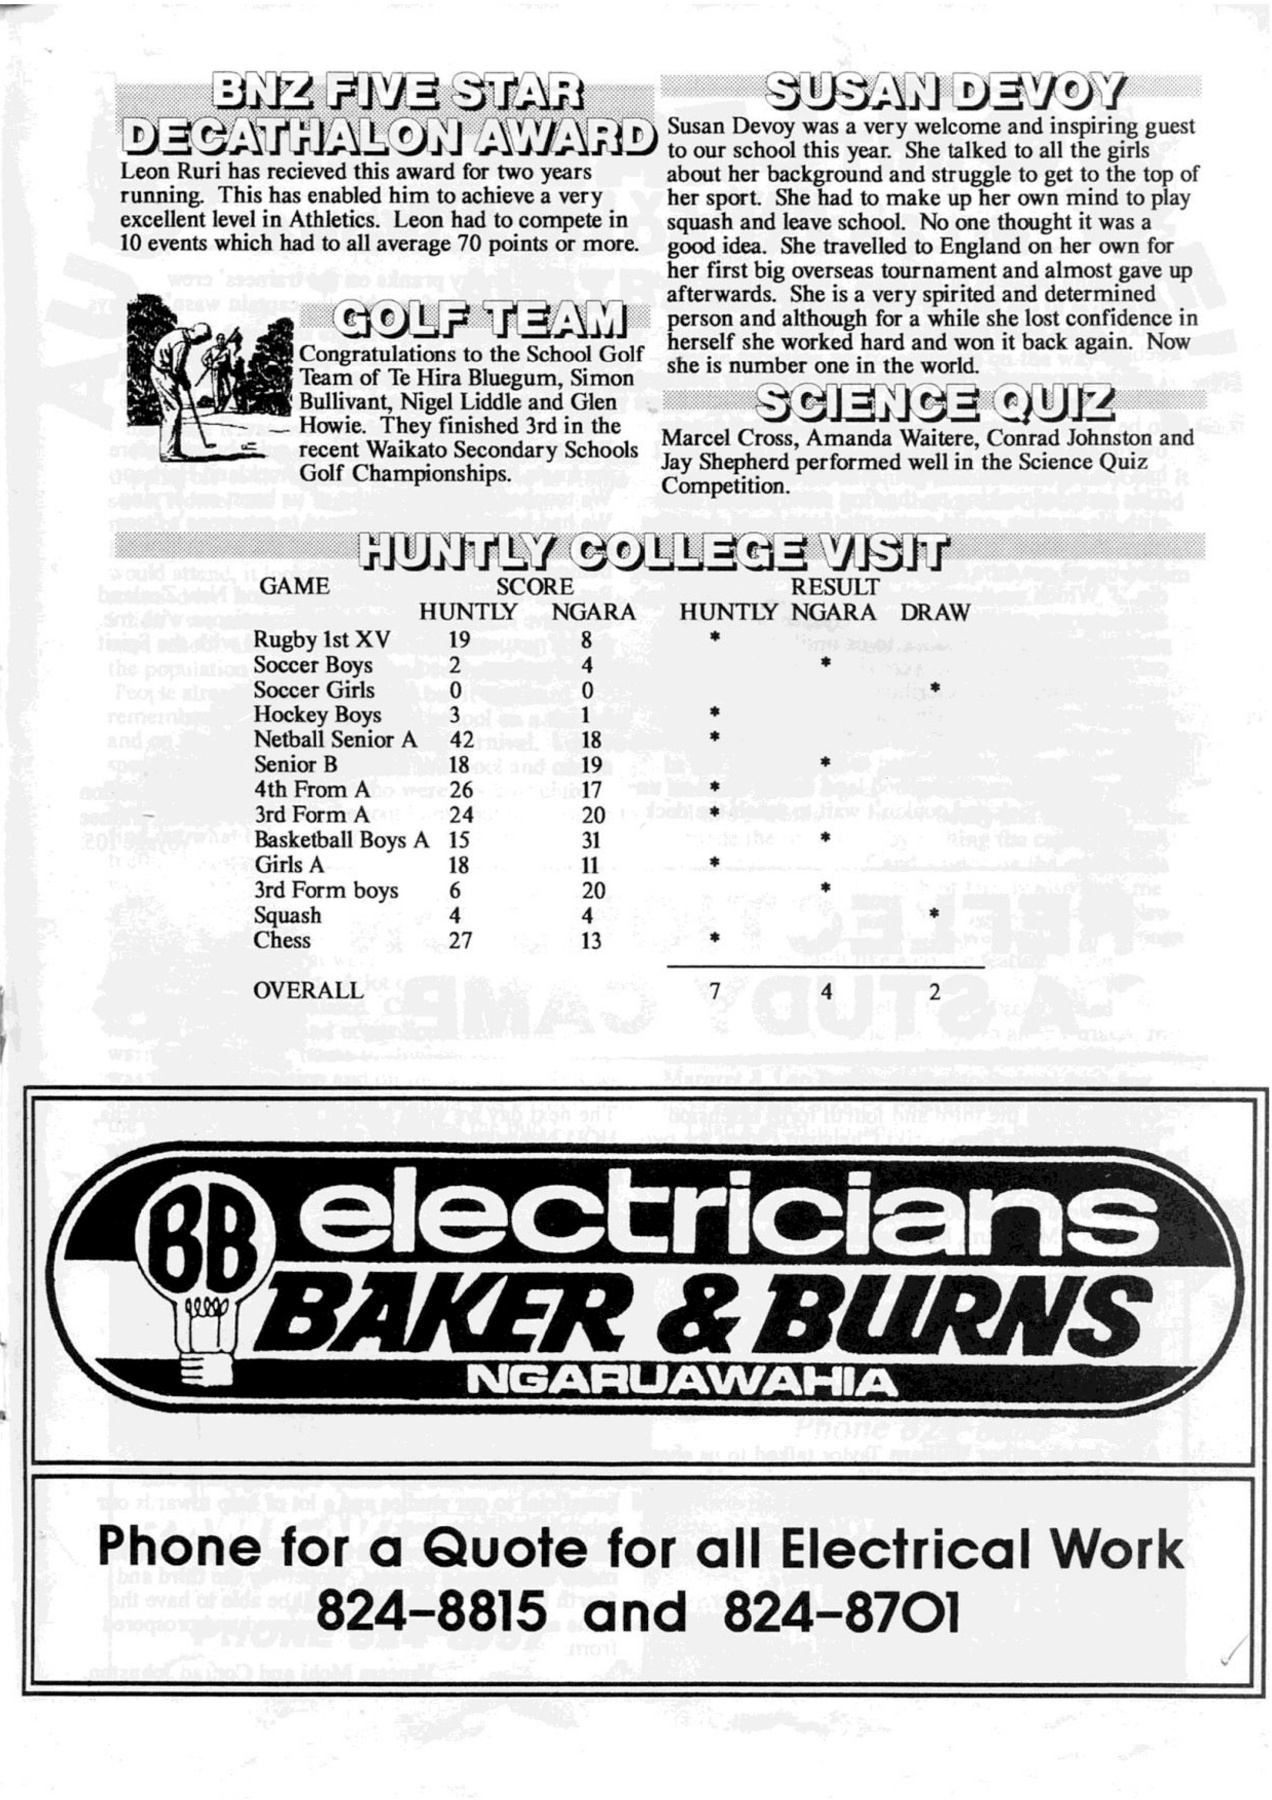 BNZ FIVE STAR
DECATHALON AWARD
Leon Ruri has recieved this award for two years
running. This has enabled him to achieve a very
excellent level in Athletics. Leon had to compete in
10 events which had to all average 70 points or more.
GOLF TEAM
Congratulations to the School Golf
Team of Te Hira Bluegum, Simon
Bullivant, Nigel Liddle and Glen
Howie. They finished 3rd in the
recent Waikato Secondary Schools
Golf Championships.
SUSAN DEVOY
Susan Devoy was a very welcome and inspiring guest
to our school this year. She talked to all the girls
about her background and struggle to get to the top of
her sport. She had to make up her own mind to play
squash and leave school. No one thought it was a
good idea. She travelled to England on her own for
her first big overseas tournament and almost gave up
afterwards. She is a very spirited and determined
person and although for a while she lost confidence in
herself she worked hard and won it back again. Now
she is number one in the world.
SCIENCE QUIZ
Marcel Cross, Amanda Waitere, Conrad Johnston and
Jay Shepherd performed well in the Science Quiz
Competition.
HUNTLY COLLEGE VISIT
GAME SCORE RESULT
HUNTLY NGARA HUNTLY NGARA DRAW
Rugby 1st XV 19 8 *
Soccer Boys 2 4 *
Soccer Girls 0 0 *
Hockey Boys 3 1 *
Netball Senior A 42 18 *
Senior B 18 19 *
4th From A 26 17 *
3rd Form A 24 20 *
Basketball Boys A 15 31 *
Girls A 18 11 *
3rd Form boys 6 20 *
Squash 4 4 *
Chess 27 13 *
OVERALL 7 4 2
BB electricians
BAKER & BURNS
NGARUAWAHIA
Phone for a Quote for all Electrical Work
824-8815 and 824-8701